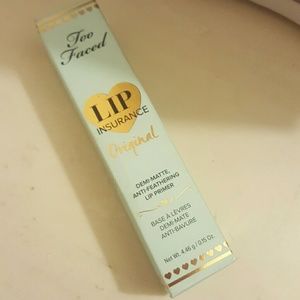 Too
Faced
LIP
INSURANCE
Original
DEMI-MATTE,
ANTI-FEATHERING
LIP PRIMER
BASE À LÈVRES
DEMI-MATE
ANTI-BAVURE
Net Wt. 4.46 g / 0.15 Oz.